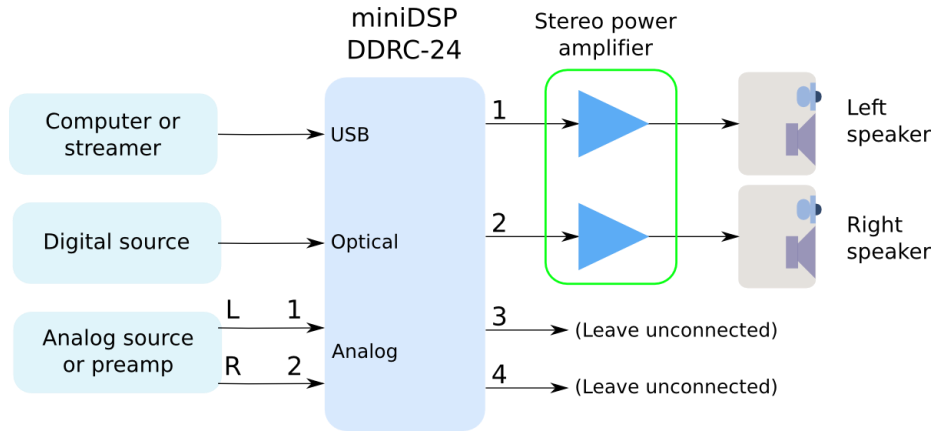 miniDSP
DDRC-24
Stereo power
amplifier
Computer or
streamer
USB
1
Left
speaker
Digital source
Optical
2
Right
speaker
Analog source
or preamp
L 1
R 2
Analog
3
(Leave unconnected)
4
(Leave unconnected)